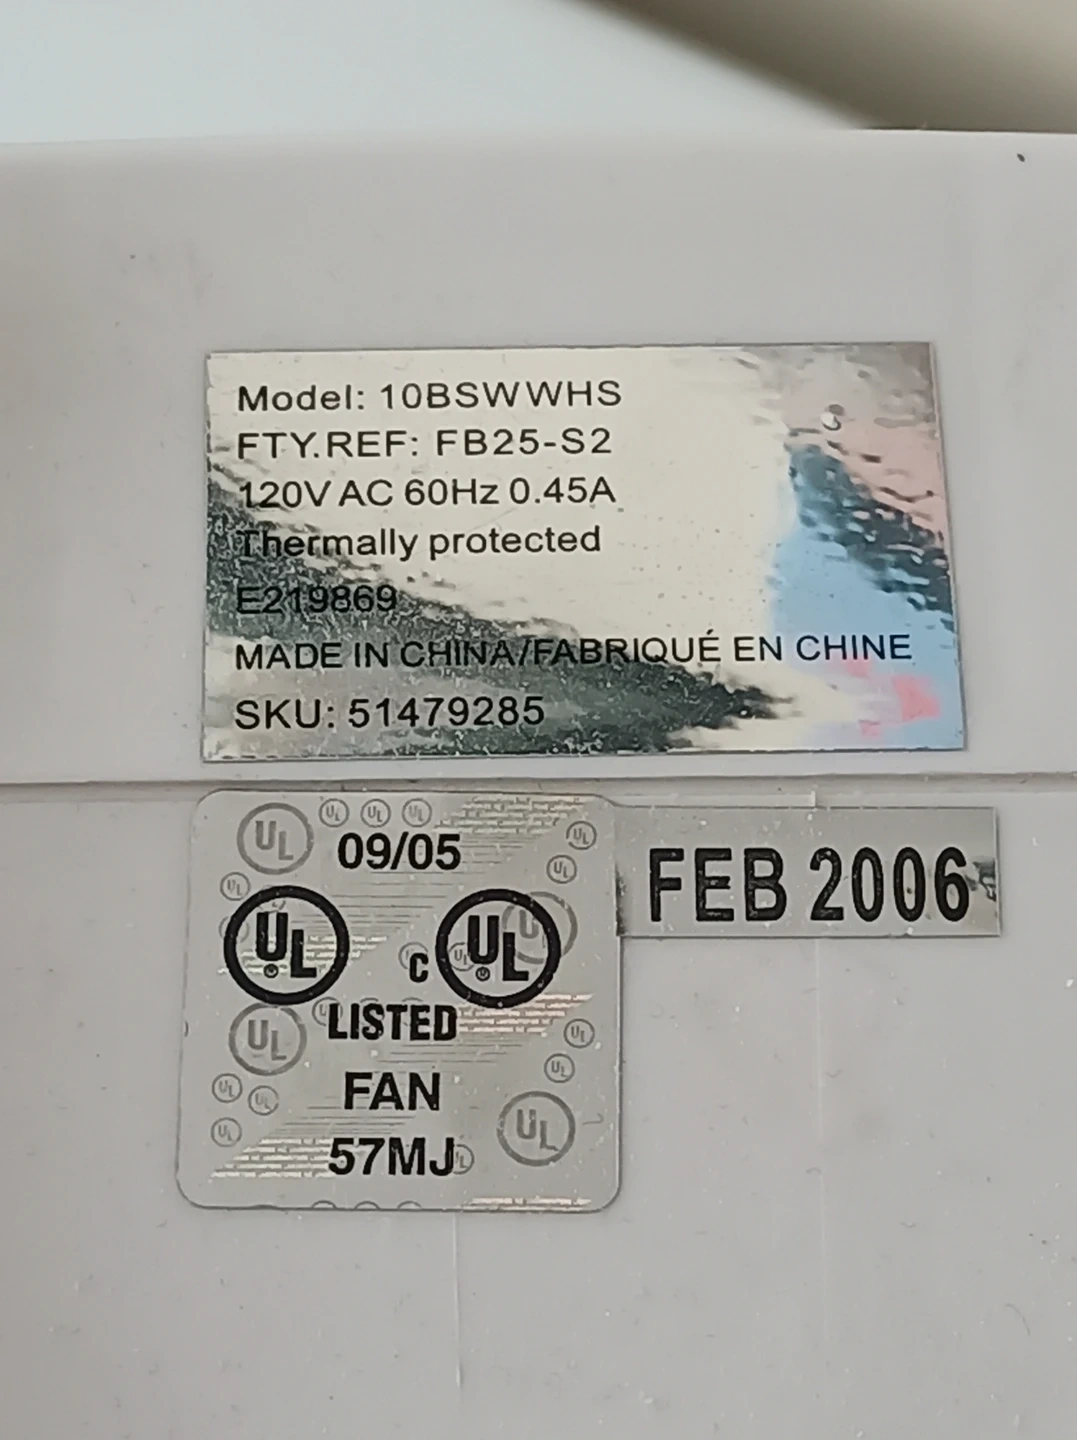 Model: 10BSWWHS
FTY.REF: FB25-S2
120V AC 60Hz 0.45A
Thermally protected
E219869
MADE IN CHINA/FABRIQUÉ EN CHINE
SKU: 51479285
09/05
FEB 2006
UL C UL
LISTED
FAN
57MJ